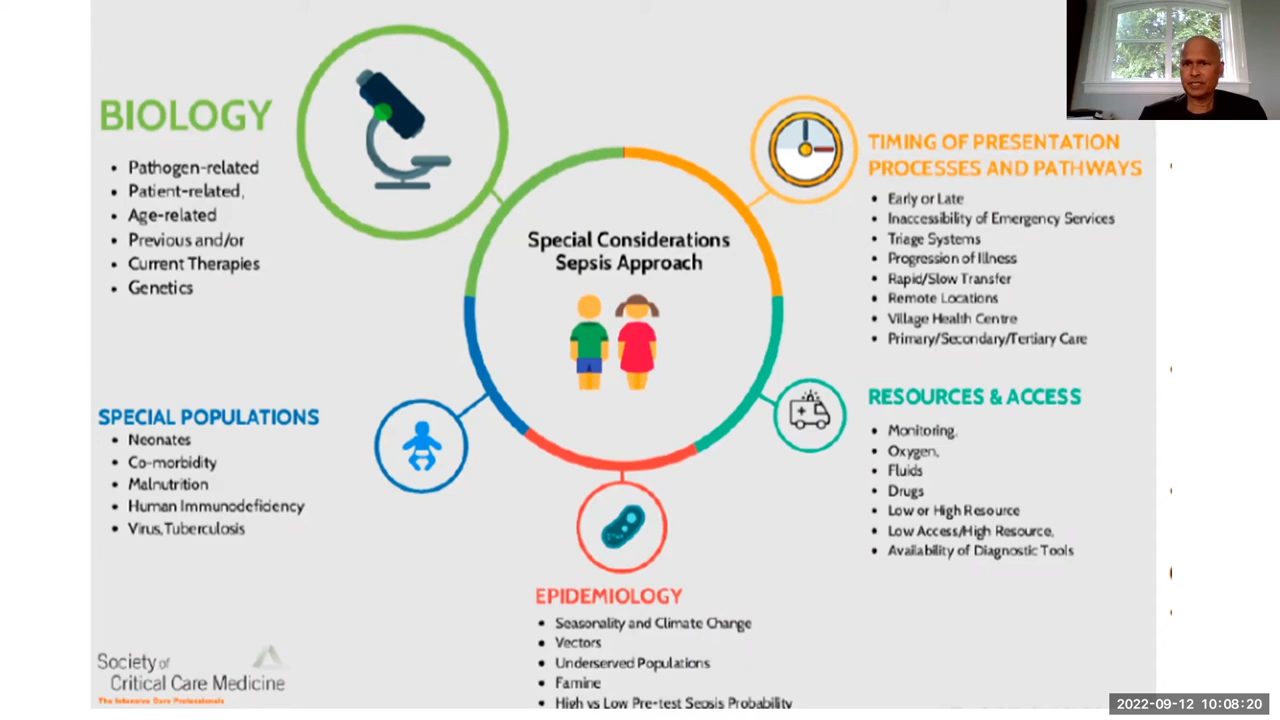 BIOLOGY
• Pathogen-related
• Patient-related,
• Age-related
• Previous and/or
• Current Therapies
• Genetics
Special Considerations
Sepsis Approach
TIMING OF PRESENTATION
PROCESSES AND PATHWAYS
• Early or Late
• Inaccessibility of Emergency Services
• Triage Systems
• Progression of Illness
• Rapid/Slow Transfer
• Remote Locations
• Village Health Centre
• Primary/Secondary/Tertiary Care
SPECIAL POPULATIONS
• Neonates
• Co-morbidity
• Malnutrition
• Human Immunodeficiency
• Virus,Tuberculosis
RESOURCES & ACCESS
• Monitoring,
• Oxygen,
• Fluids
• Drugs
• Low or High Resource
• Low Access/High Resource,
• Availability of Diagnostic Tools
EPIDEMIOLOGY
• Seasonality and Climate Change
• Vectors
• Underserved Populations
• Famine
• High vs Low Pre-test Sepsis Probability
Society of
Critical Care Medicine
The Intensive Care Professionals
2022-09-12 10:08:20